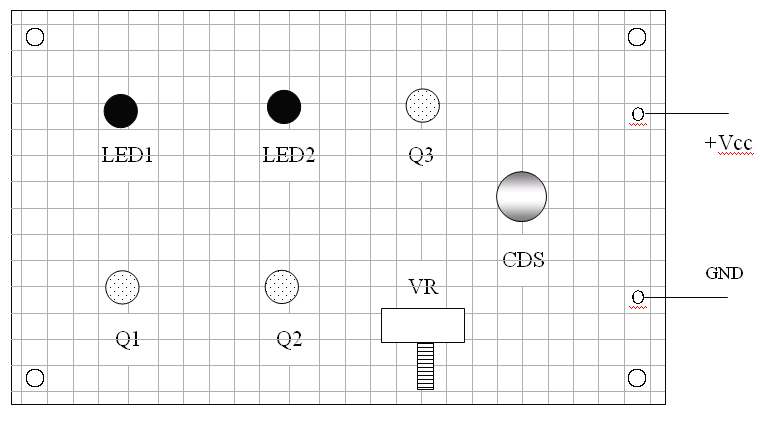 LED1
LED2
Q3
+Vcc
CDS
GND
VR
Q1
Q2